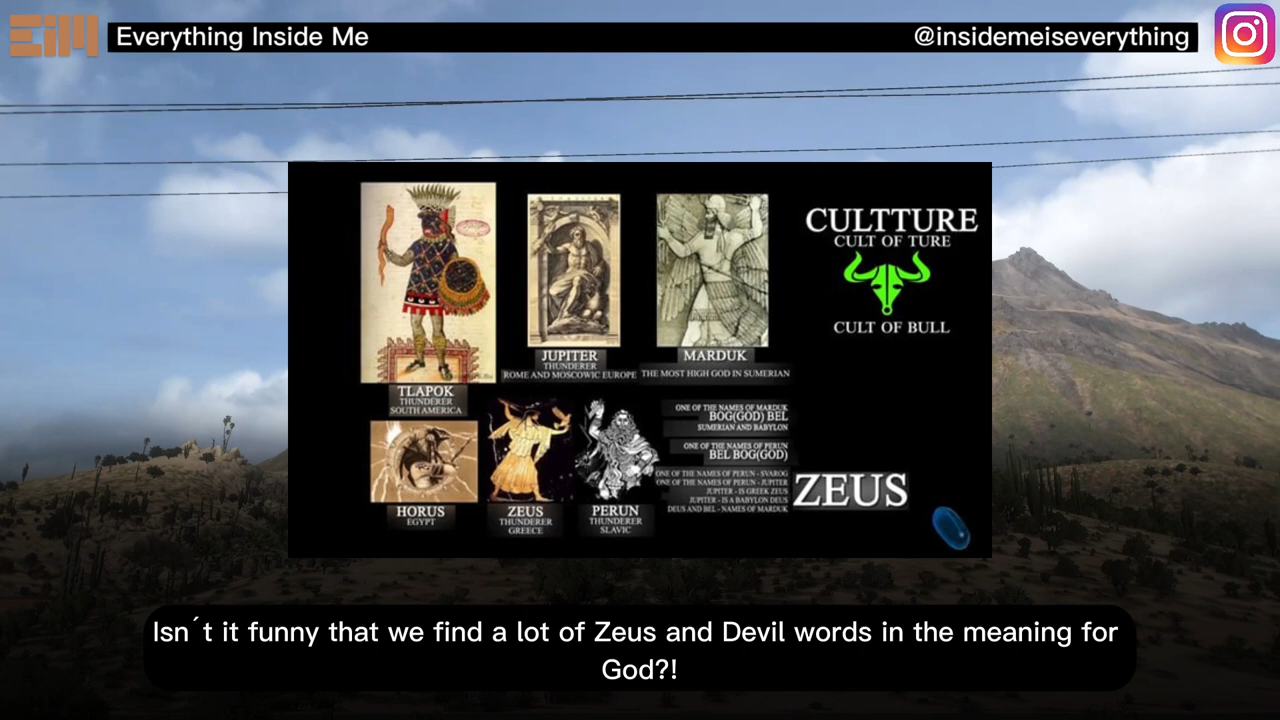 EIM
Everything Inside Me
@insidemeiseverything
CULTTURE
CULT OF TURE
CULT OF BULL
JUPITER
THUNDERER
ROME AND MOSCOWIC EUROPE
MARDUK
THE MOST HIGH GOD IN SUMERIAN
TLAPOK
THUNDERER
SOUTH AMERICA
ONE OF THE NAMES OF MARDUK
BOG(GOD) BEL
SUMERIAN AND BABYLON
ONE OF THE NAMES OF PERUN
BEL BOG(GOD)
ONE OF THE NAMES OF PERUN - SVAROG
ONE OF THE NAMES OF PERUN - JUPITER
JUPITER - IS GREEK ZEUS
JUPITER - IS A BABYLON DEUS
DEUS AND BEL - NAMES OF MARDUK
ZEUS
HORUS
EGYPT
ZEUS
THUNDERER
GREECE
PERUN
THUNDERER
SLAVIC
Isn´t it funny that we find a lot of Zeus and Devil words in the meaning for
God?!